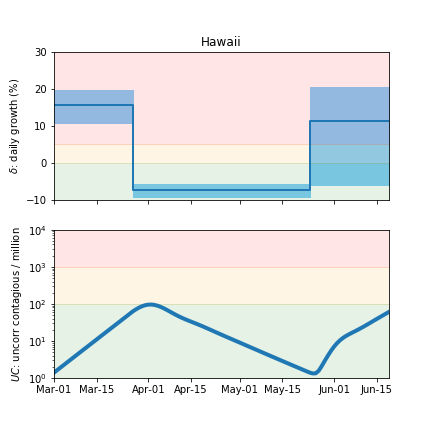 Hawaii
δ: daily growth (%)
30
20
10
0
−10
UC: uncorr contagious / million
10⁴
10³
10²
10¹
10⁰
Mar-01 Mar-15 Apr-01 Apr-15 May-01 May-15 Jun-01 Jun-15